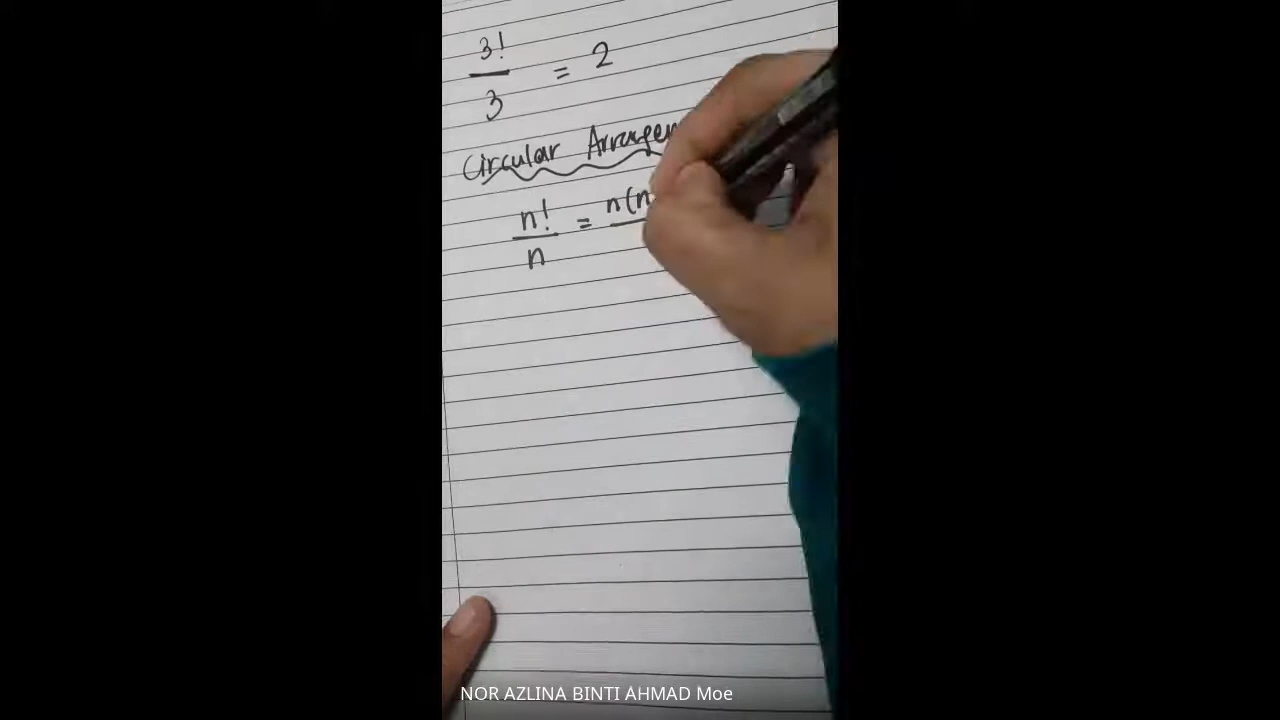 3!
— = 2
3
Circular
n! = n(n
n
NOR AZLINA BINTI AHMAD Moe